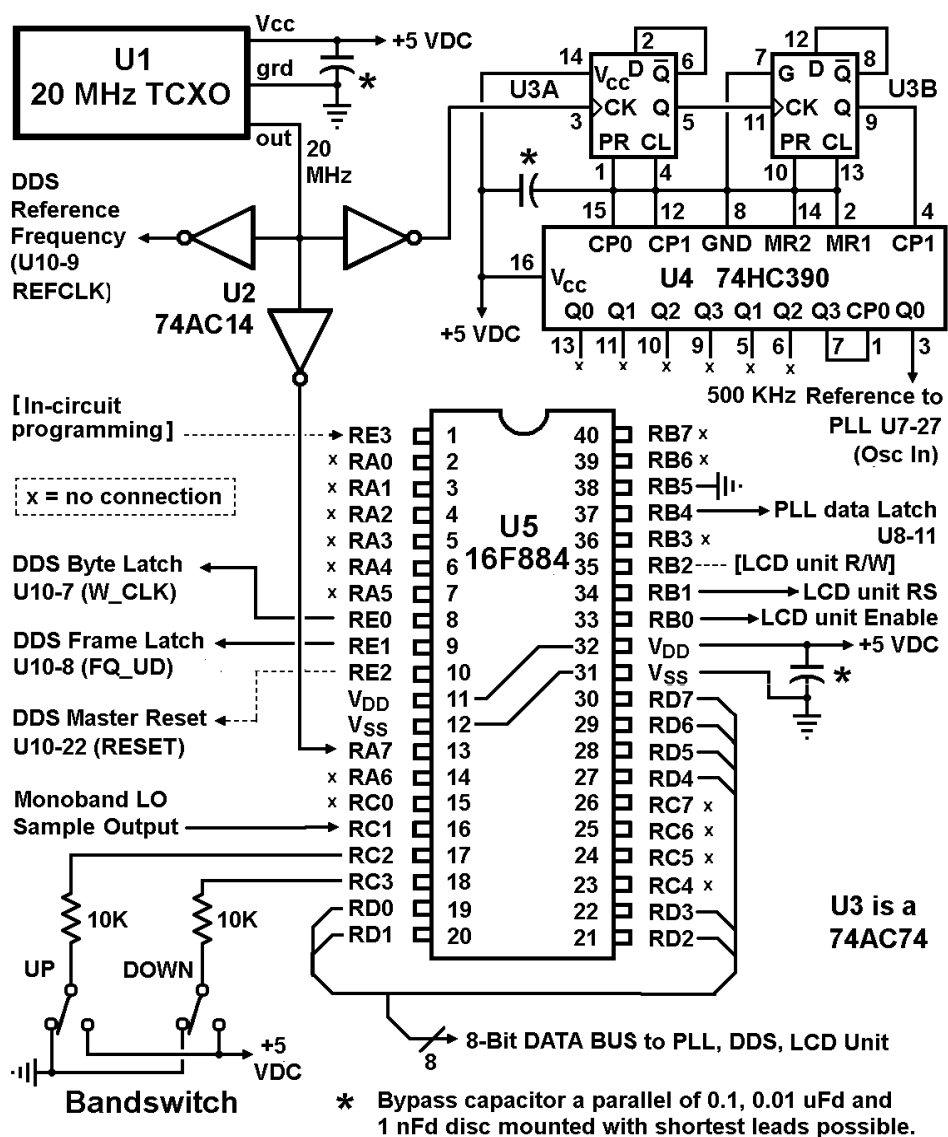 U1
20 MHz TCXO
Vcc
+5 VDC
grd
*
out
20
MHz
DDS
Reference
Frequency
(U10-9
REFCLK)
U2
74AC14
U3A
14
VCC
D
2
Q
6
3
CK
Q
5
PR
CL
1
4
7
G
12
D
Q
8
U3B
11
CK
Q
9
PR
CL
10
13
*
15
12
8
14
2
4
CP0
CP1
GND
MR2
MR1
CP1
16
VCC
U4 74HC390
+5 VDC
Q0
Q1
Q2
Q3
Q1
Q2
Q3
CP0
Q0
13
11
10
9
5
6
7
1
3
x
x
x
x
x
x
500 KHz Reference to
PLL U7-27
(Osc In)
[In-circuit
programming]
x = no connection
U5
16F884
RE3 1
x RA0 2
x RA1 3
x RA2 4
x RA3 5
x RA4 6
x RA5 7
RE0 8
RE1 9
RE2 10
VDD 11
VSS 12
RA7 13
x RA6 14
x RC0 15
RC1 16
RC2 17
RC3 18
RD0 19
RD1 20
40 RB7 x
39 RB6 x
38 RB5
37 RB4
36 RB3 x
35 RB2
34 RB1
33 RB0
32 VDD
31 VSS
30 RD7
29 RD6
28 RD5
27 RD4
26 RC7 x
25 RC6 x
24 RC5 x
23 RC4 x
22 RD3
21 RD2
DDS Byte Latch
U10-7 (W_CLK)
DDS Frame Latch
U10-8 (FQ_UD)
DDS Master Reset
U10-22 (RESET)
Monoband LO
Sample Output
PLL data Latch
U8-11
[LCD unit R/W]
LCD unit RS
LCD unit Enable
+5 VDC
*
U3 is a
74AC74
10K
10K
UP
DOWN
+5
VDC
Bandswitch
8
8-Bit DATA BUS to PLL, DDS, LCD Unit
* Bypass capacitor a parallel of 0.1, 0.01 uFd and
1 nFd disc mounted with shortest leads possible.